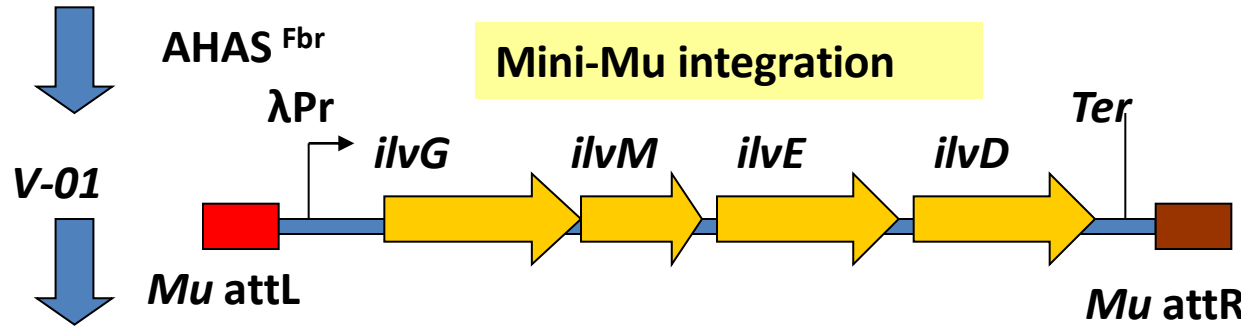 AHAS Fbr
Mini-Mu integration
λPr
Ter
ilvG
ilvM
ilvE
ilvD
V-01
Mu attL
Mu attR